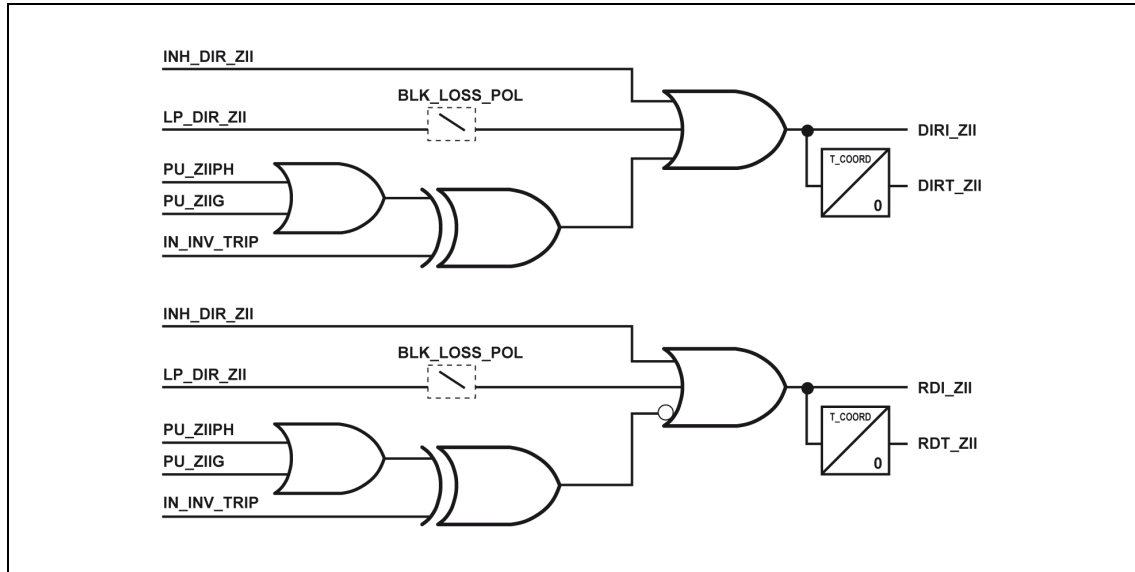 INH_DIR_ZII
BLK_LOSS_POL
LP_DIR_ZII
DIRI_ZII
T_COORD
PU_ZIIPH
DIRT_ZII
PU_ZIIG
0
IN_INV_TRIP
INH_DIR_ZII
BLK_LOSS_POL
LP_DIR_ZII
RDI_ZII
T_COORD
PU_ZIIPH
RDT_ZII
PU_ZIIG
0
IN_INV_TRIP